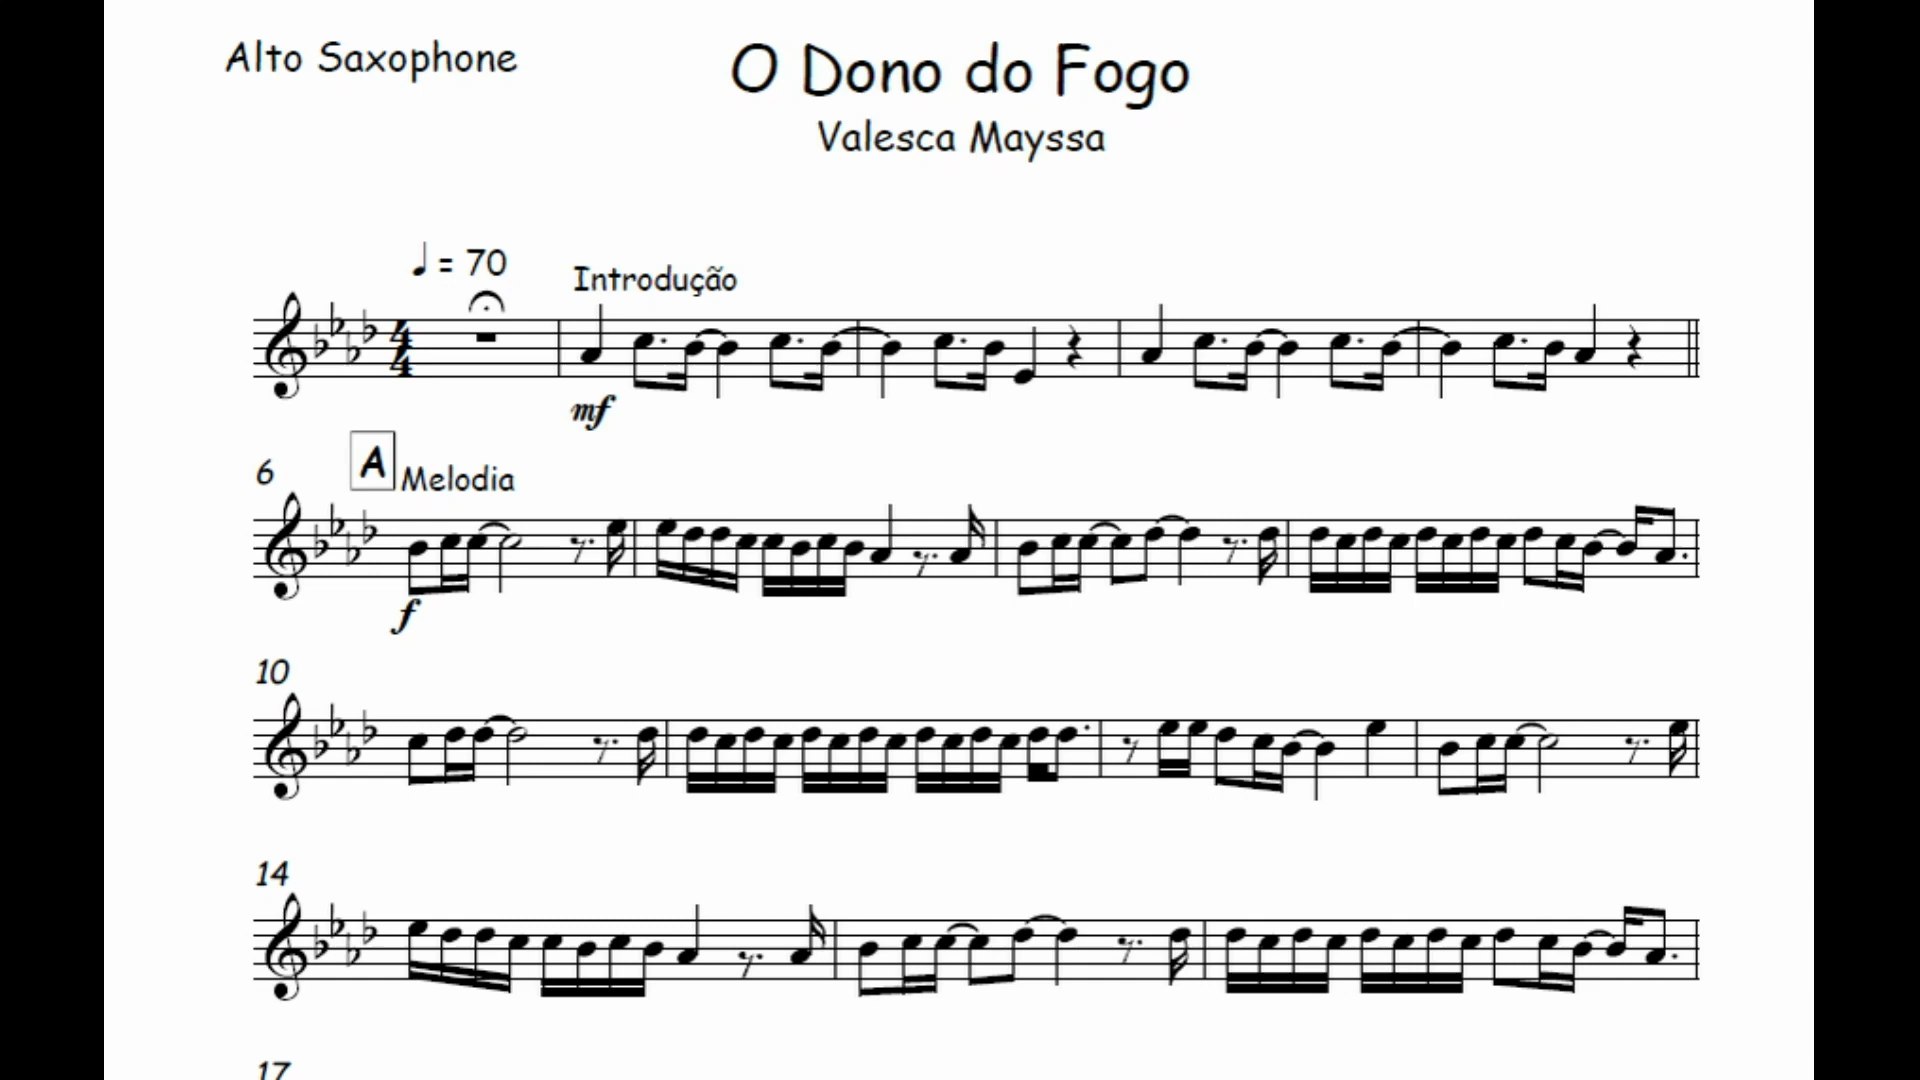 Alto Saxophone
O Dono do Fogo
Valesca Mayssa
♩ = 70
Introdução
mf
6
A
Melodia
f
10
14
17